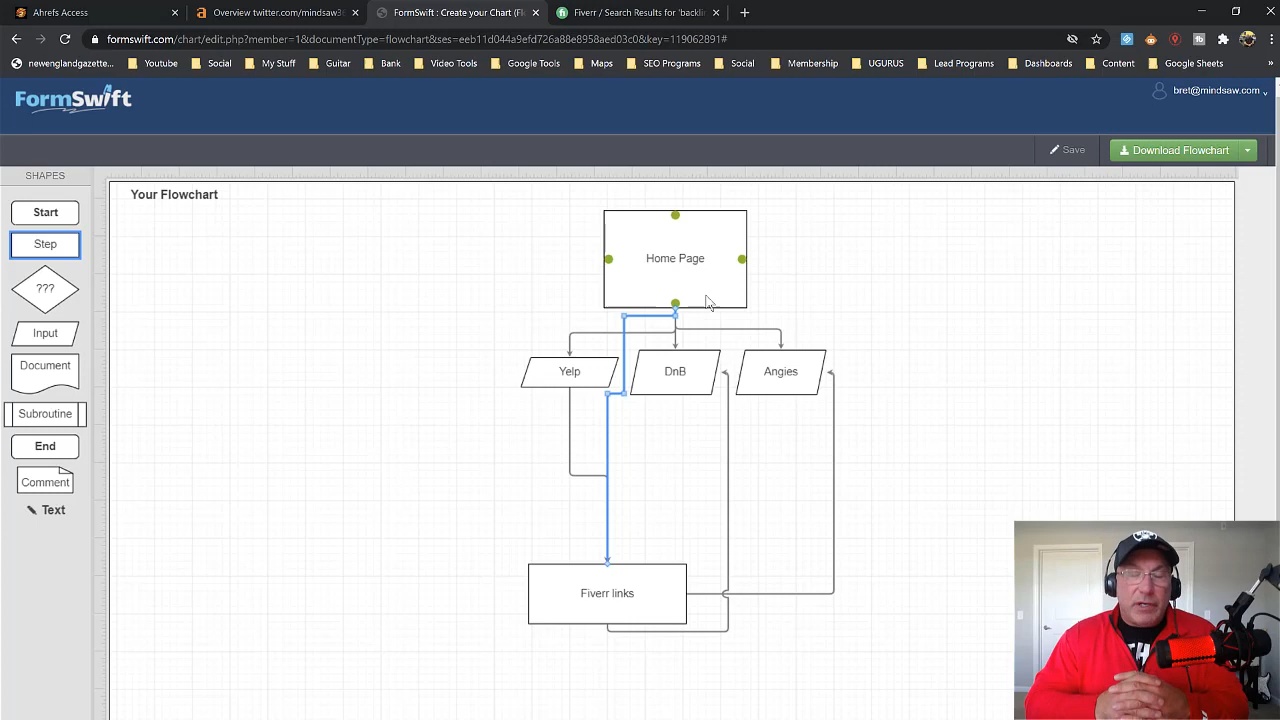 Ahrefs Access
Overview twitter.com/mindsaw36
FormSwift : Create your Chart (Fl
Fiverr / Search Results for 'backlin
formswift.com/chart/edit.php?member=1&documentType=flowchart&ses=eeb11d044a9efd726a88e8958aed03c0&key=119062891#
newenglandgazette...
Youtube
Social
My Stuff
Guitar
Bank
Video Tools
Google Tools
Maps
SEO Programs
Social
Membership
UGURUS
Lead Programs
Dashboards
Content
Google Sheets
FormSwift
bret@mindsaw.com
Save
Download Flowchart
SHAPES
Your Flowchart
Start
Step
???
Input
Document
Subroutine
End
Comment
Text
Home Page
Yelp
DnB
Angies
Fiverr links